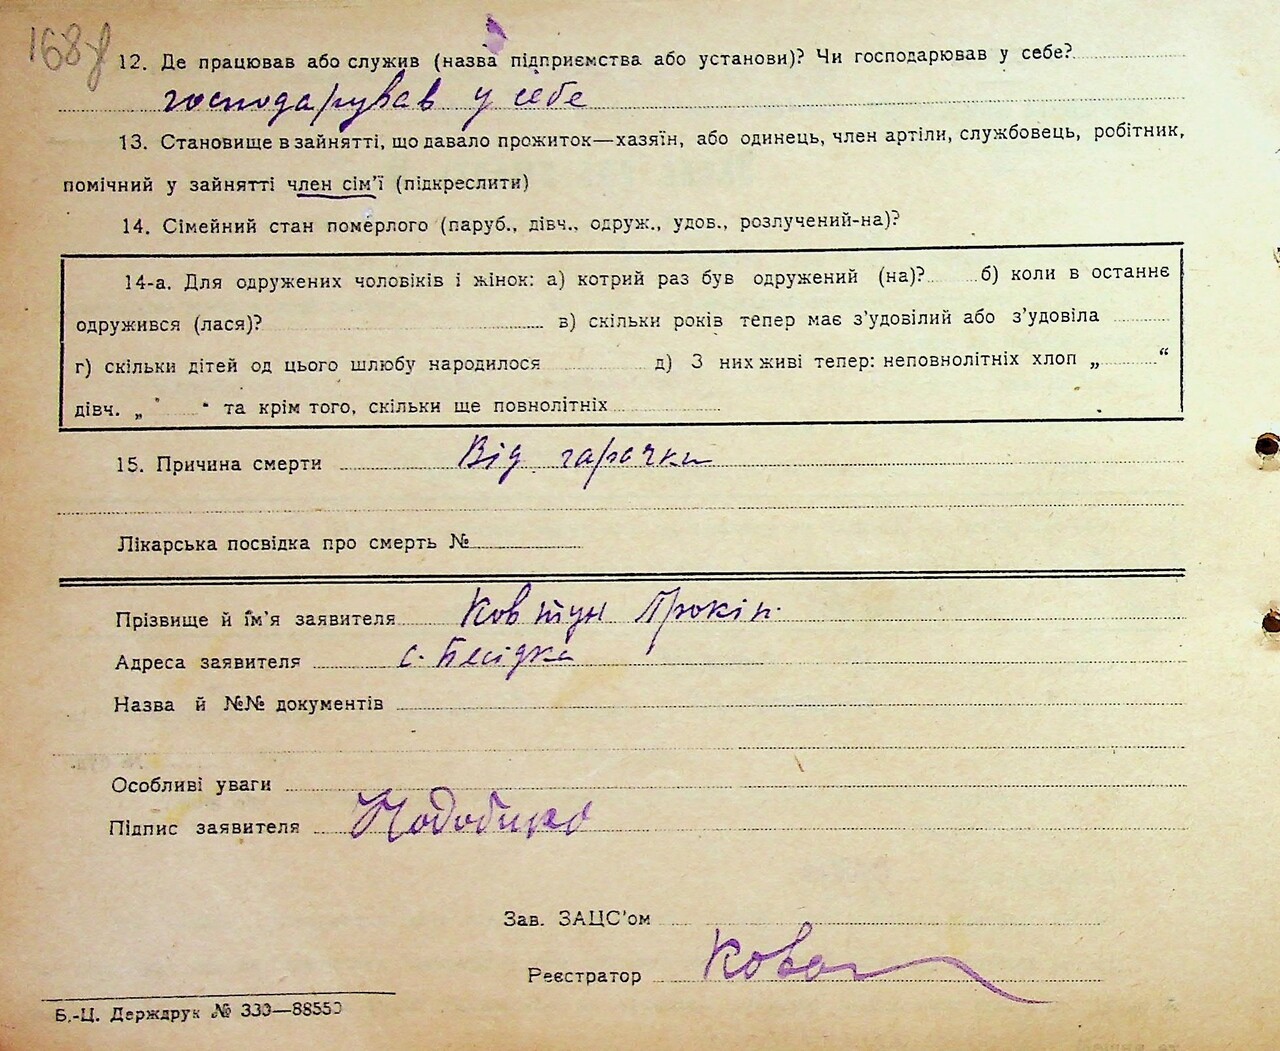 168
12. Де працював або служив (назва підприємства або установи)? Чи господарював у себе?
господарував у себе
13. Становище в зайнятті, що давало прожиток—хазяїн, або одинець, член артіли, службовець, робітник,
помічний у зайнятті член сім'ї (підкреслити)
14. Сімейний стан померлого (паруб., дівч., одруж., удов., розлучений-на)?
14-а. Для одружених чоловіків і жінок: а) котрий раз був одружений (на)? б) коли в останнє
одружився (лася)? в) скільки років тепер має з'удовілий або з'удовіла
г) скільки дітей од цього шлюбу народилося д) З них живі тепер: неповнолітніх хлоп „ “
дівч. „ “ та крім того, скільки ще повнолітніх
15. Причина смерти Від гарачки
Лікарська посвідка про смерть №
Прізвище й ім'я заявителя Ковтун Прокіп
Адреса заявителя с. Бесідка
Назва й №№ документів
Особливі уваги
Підпис заявителя
Зав. ЗАЦС'ом
Реєстратор
Б.-Ц. Держдрук № 333—88550